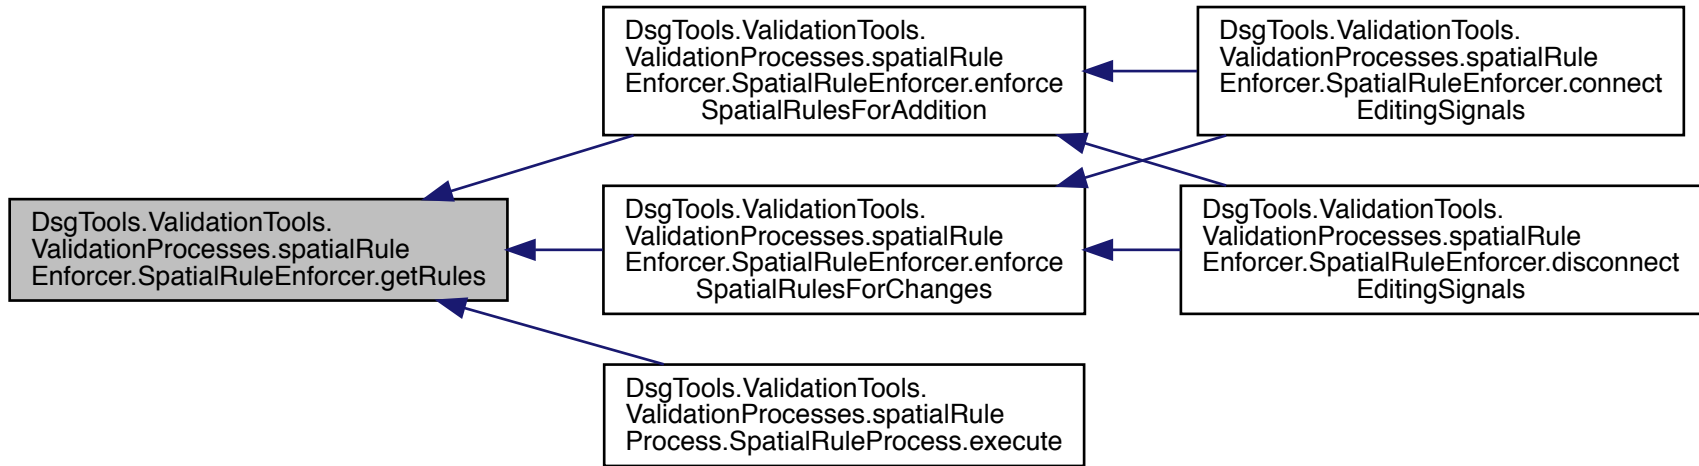 DsgTools.ValidationTools.
ValidationProcesses.spatialRule
Enforcer.SpatialRuleEnforcer.getRules
DsgTools.ValidationTools.
ValidationProcesses.spatialRule
Enforcer.SpatialRuleEnforcer.enforce
SpatialRulesForAddition
DsgTools.ValidationTools.
ValidationProcesses.spatialRule
Enforcer.SpatialRuleEnforcer.enforce
SpatialRulesForChanges
DsgTools.ValidationTools.
ValidationProcesses.spatialRule
Process.SpatialRuleProcess.execute
DsgTools.ValidationTools.
ValidationProcesses.spatialRule
Enforcer.SpatialRuleEnforcer.connect
EditingSignals
DsgTools.ValidationTools.
ValidationProcesses.spatialRule
Enforcer.SpatialRuleEnforcer.disconnect
EditingSignals